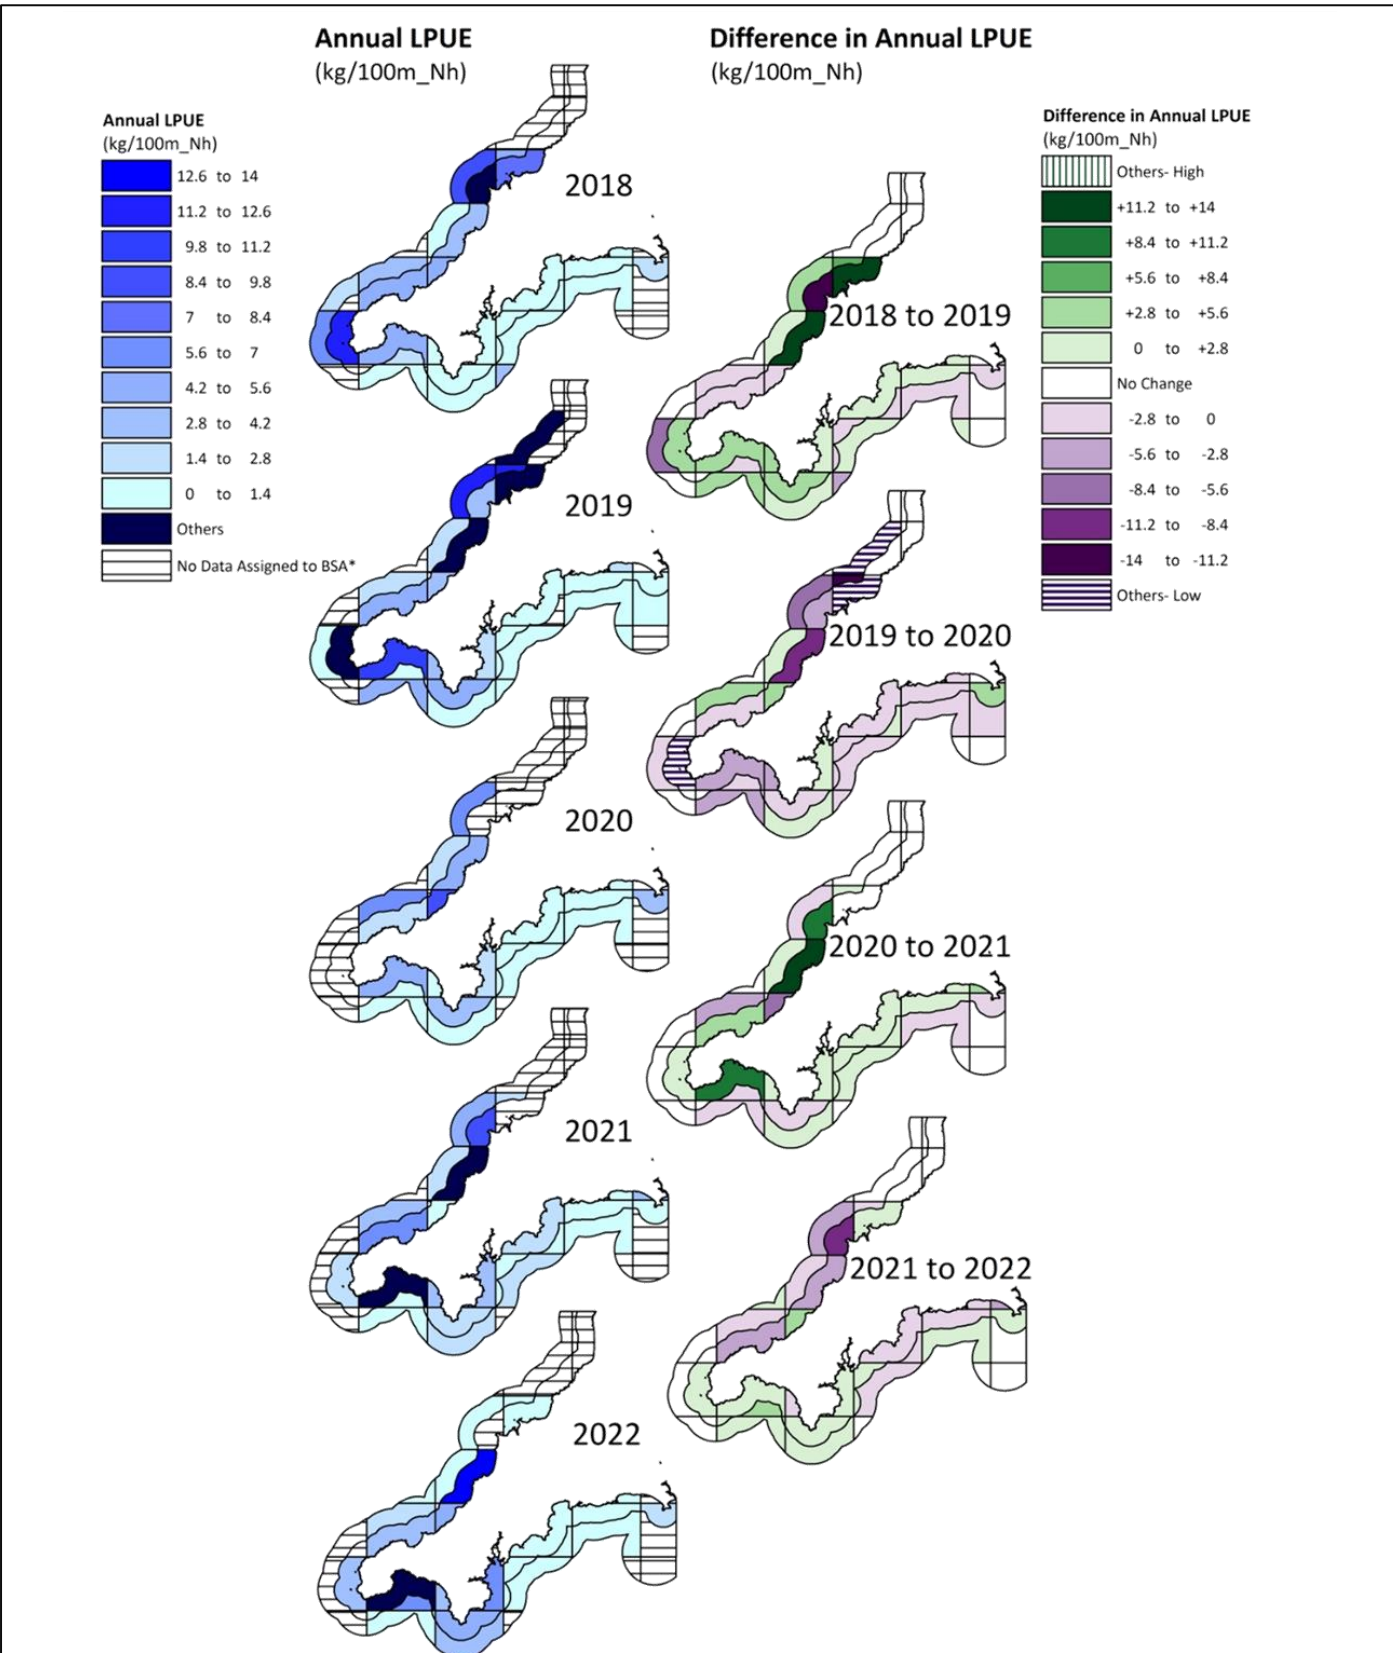 Annual LPUE
(kg/100m_Nh)
Difference in Annual LPUE
(kg/100m_Nh)
Annual LPUE
(kg/100m_Nh)
12.6 to 14
11.2 to 12.6
9.8 to 11.2
8.4 to 9.8
7 to 8.4
5.6 to 7
4.2 to 5.6
2.8 to 4.2
1.4 to 2.8
0 to 1.4
Others
No Data Assigned to BSA*
Difference in Annual LPUE
(kg/100m_Nh)
Others- High
+11.2 to +14
+8.4 to +11.2
+5.6 to +8.4
+2.8 to +5.6
0 to +2.8
No Change
-2.8 to 0
-5.6 to -2.8
-8.4 to -5.6
-11.2 to -8.4
-14 to -11.2
Others- Low
2018
2018 to 2019
2019
2019 to 2020
2020
2020 to 2021
2021
2021 to 2022
2022